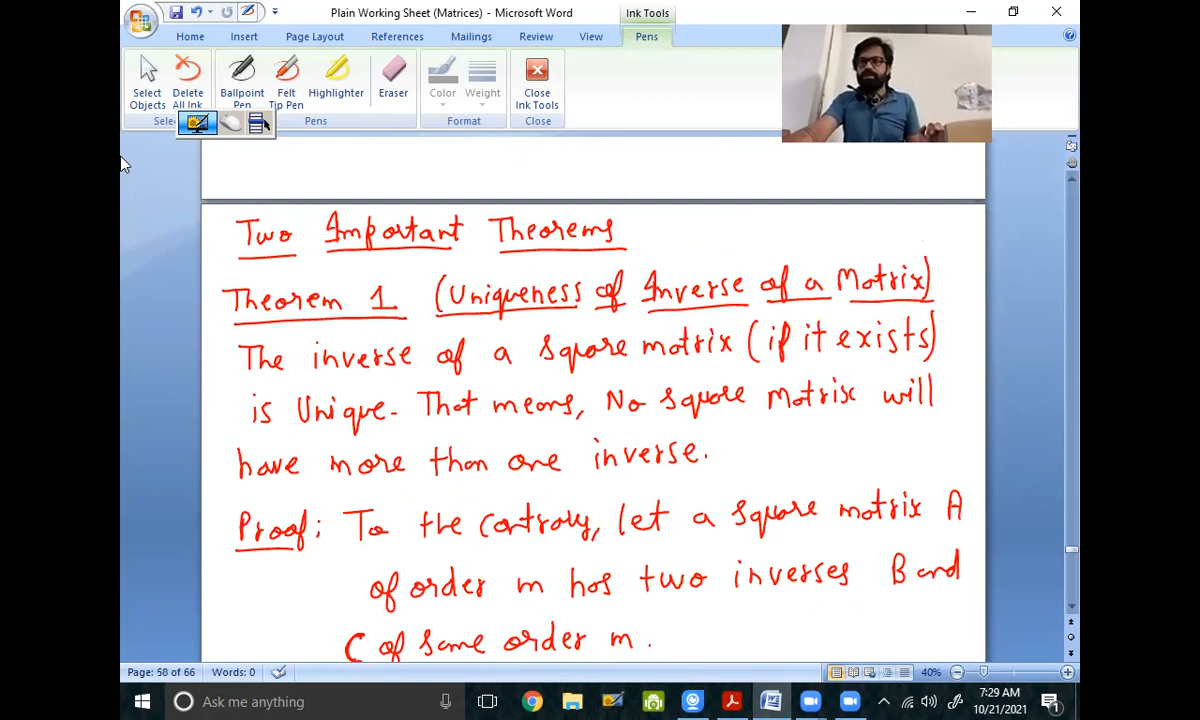 Plain Working Sheet (Matrices) - Microsoft Word
Ink Tools
Home Insert Page Layout References Mailings Review View Pens
Select Objects
Delete All Ink
Ballpoint Pen
Felt Tip Pen
Highlighter
Eraser
Color
Weight
Close Ink Tools
Pens Format Close
Two Important Theorems
Theorem 1 (Uniqueness of Inverse of a Matrix)
The inverse of a square matrix (if it exists)
is Unique. That means, No square Matrix will
have more than one inverse.
Proof: To the contrary, let a square matrix A
of order m has two inverses B and
C of same order m.
Page: 58 of 66 Words: 0 40%
Ask me anything
7:29 AM
10/21/2021
1